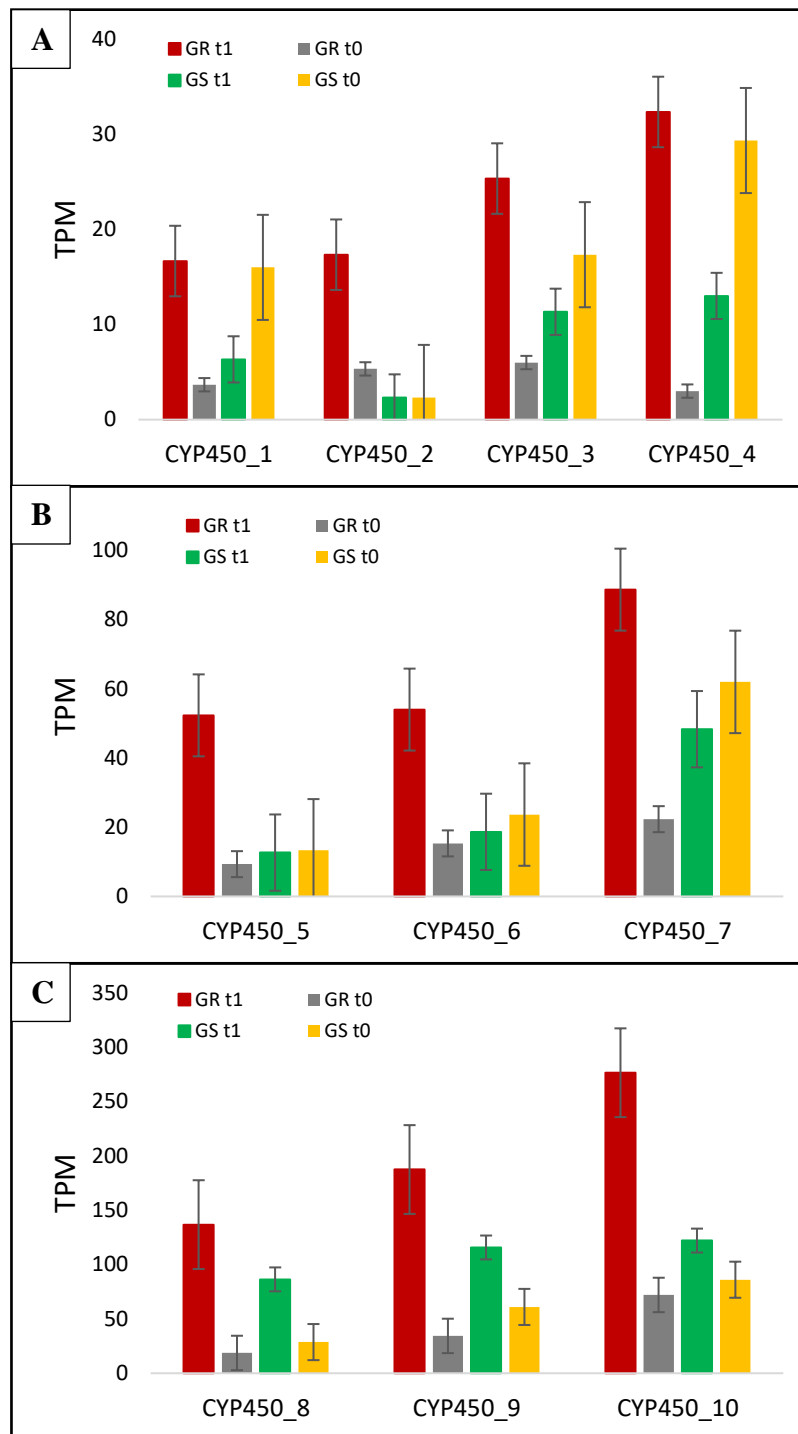 A
GR t1 GR t0
GS t1 GS t0
TPM
40
30
20
10
0
CYP450_1 CYP450_2 CYP450_3 CYP450_4
B
GR t1 GR t0
GS t1 GS t0
TPM
100
80
60
40
20
0
CYP450_5 CYP450_6 CYP450_7
C
GR t1 GR t0
GS t1 GS t0
TPM
350
300
250
200
150
100
50
0
CYP450_8 CYP450_9 CYP450_10